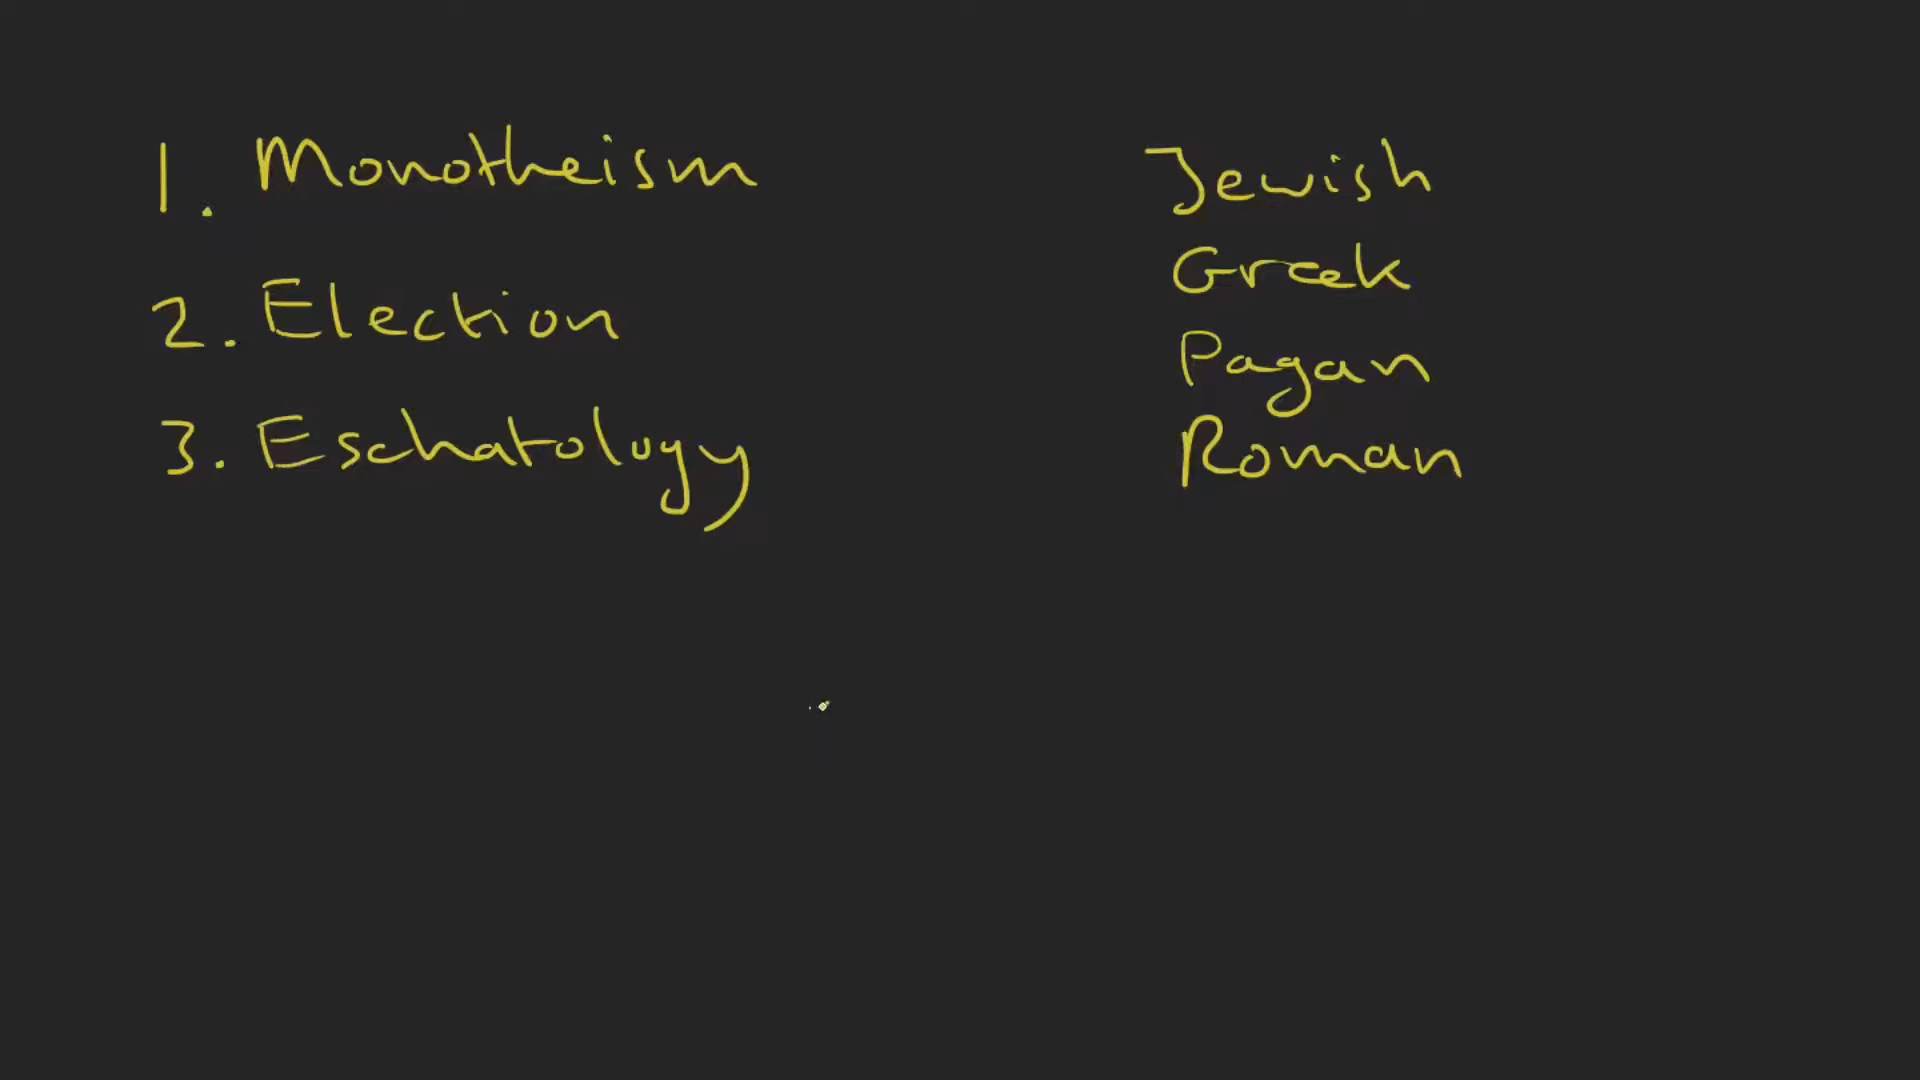 1. Monotheism
2. Election
3. Eschatology
Jewish
Greek
Pagan
Roman